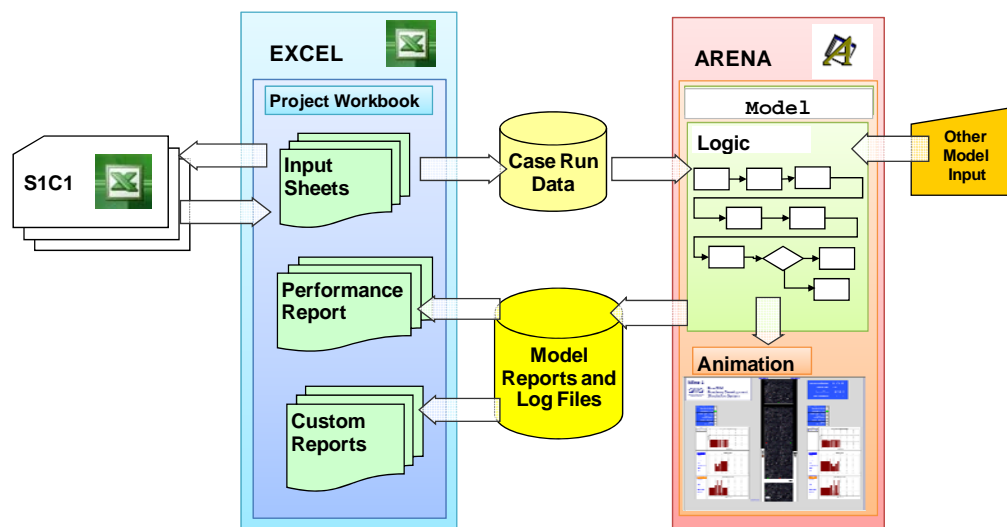 EXCEL
ARENA
Project Workbook
Model
S1C1
Input
Sheets
Case Run
Data
Logic
Other
Model
Input
Performance
Report
Model
Reports and
Log Files
Animation
Custom
Reports